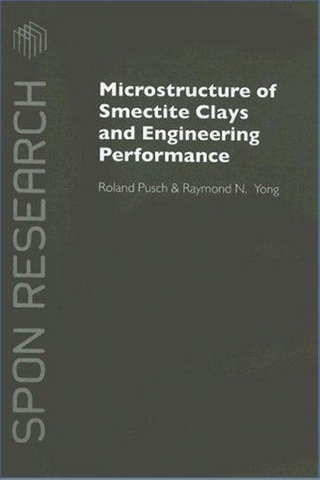 Microstructure of
Smectite Clays
and Engineering
Performance
Roland Pusch & Raymond N. Yong
SPON RESEARCH